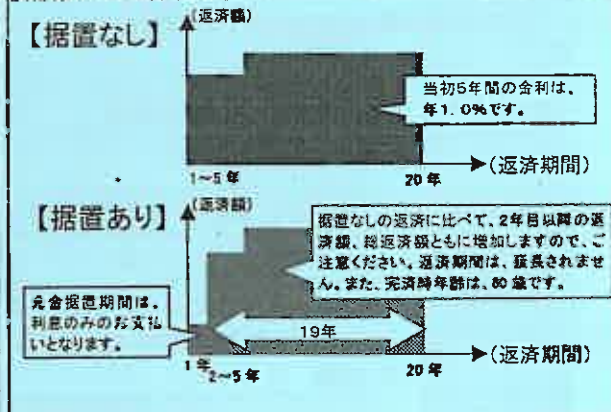 【据置なし】
(返済額)
当初5年間の金利は、
年1.0%です。
1~5年
20年
(返済期間)
【据置あり】
(返済額)
据置なしの返済に比べて、2年目以降の返
済額、総返済額ともに増加しますので、ご
注意ください。返済期間は、延長されませ
ん。また、完済時年齢は、80歳です。
元金据置期間は、
利息のみのお支払
いとなります。
19年
1年
2~5年
20年
(返済期間)